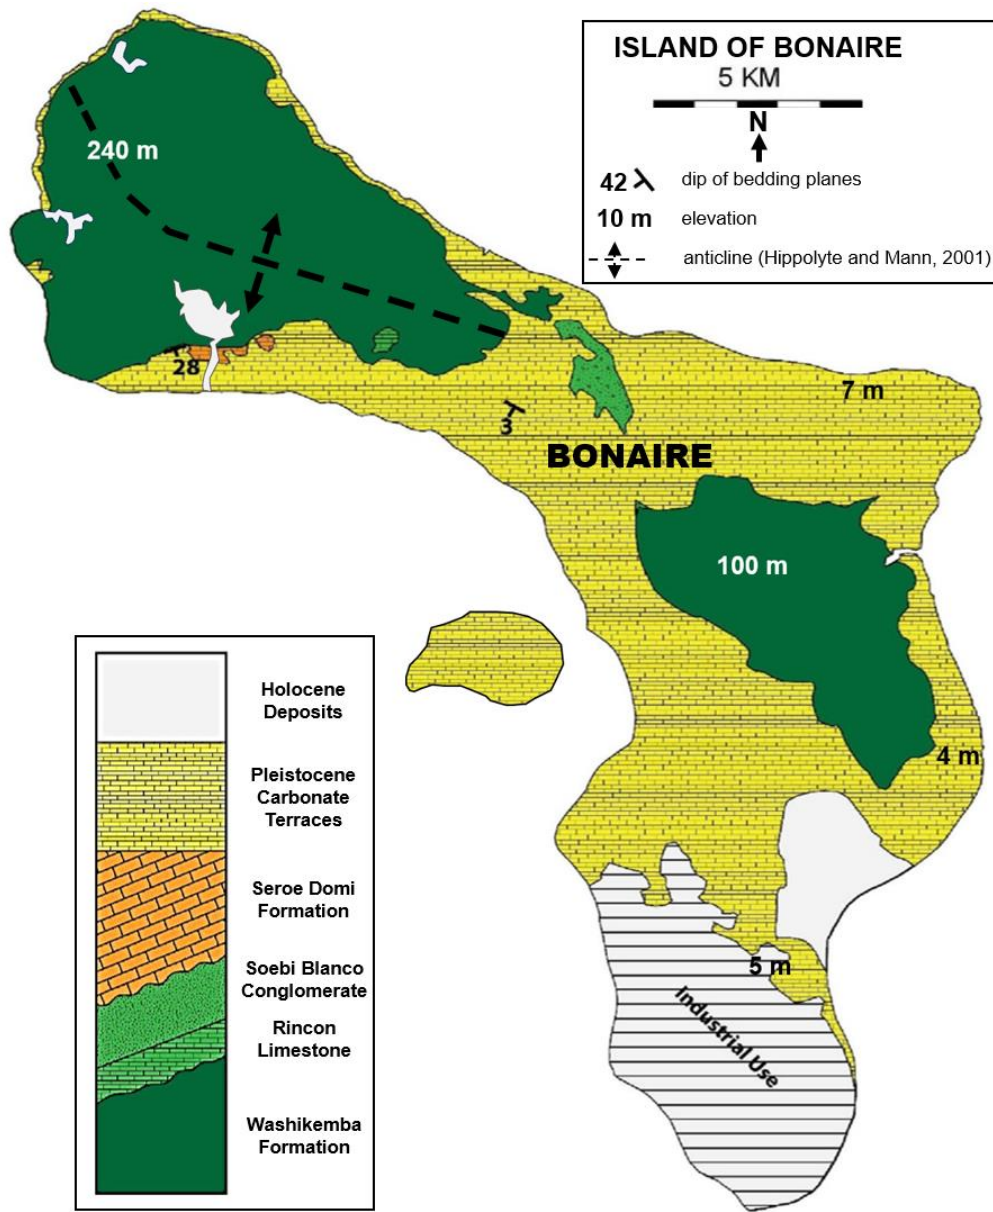 ISLAND OF BONAIRE
5 KM
N
42 dip of bedding planes
10 m elevation
anticline (Hippolyte and Mann, 2001)
240 m
28
3
7 m
BONAIRE
100 m
4 m
5 m
Industrial Use
Holocene
Deposits
Pleistocene
Carbonate
Terraces
Seroe Domi
Formation
Soebi Blanco
Conglomerate
Rincon
Limestone
Washikemba
Formation